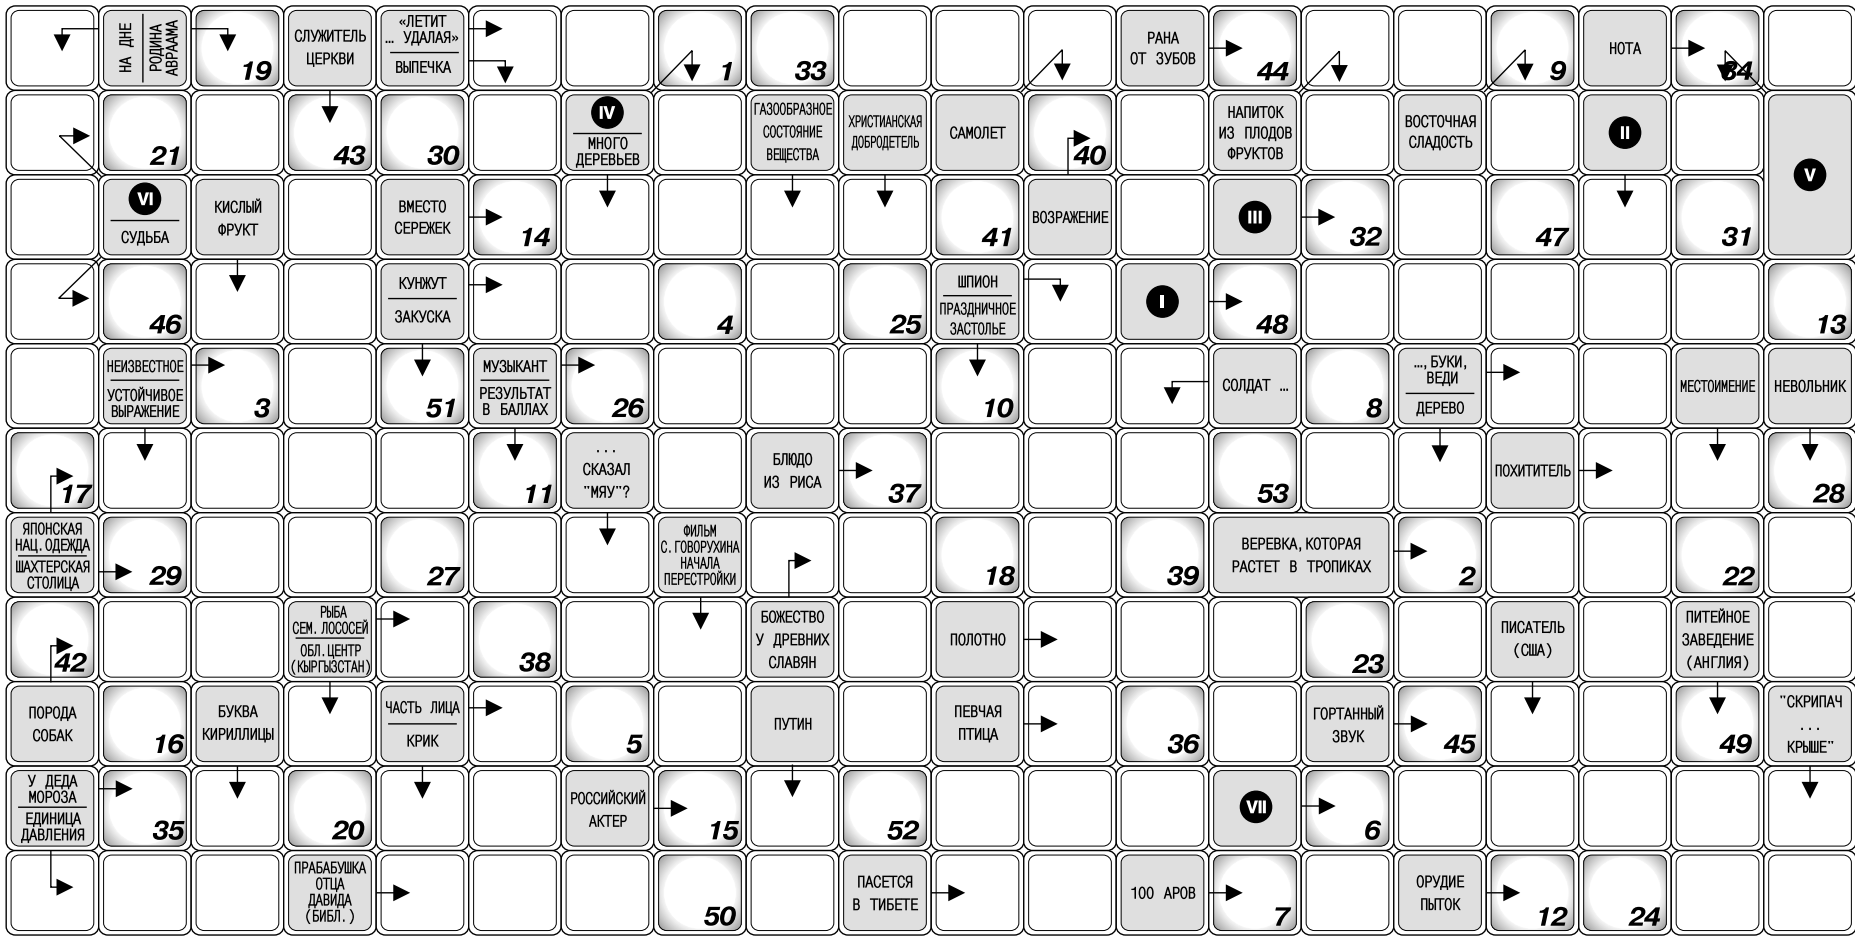 НА ДНЕ
РОДИНА
АВРААМА
19
СЛУЖИТЕЛЬ
ЦЕРКВИ
«ЛЕТИТ
... УДАЛАЯ»
ВЫПЕЧКА
1
33
РАНА
ОТ ЗУБОВ
44
9
НОТА
34
21
43
30
IV
МНОГО
ДЕРЕВЬЕВ
ГАЗООБРАЗНОЕ
СОСТОЯНИЕ
ВЕЩЕСТВА
ХРИСТИАНСКАЯ
ДОБРОДЕТЕЛЬ
САМОЛЕТ
40
НАПИТОК
ИЗ ПЛОДОВ
ФРУКТОВ
ВОСТОЧНАЯ
СЛАДОСТЬ
II
V
VI
СУДЬБА
КИСЛЫЙ
ФРУКТ
ВМЕСТО
СЕРЕЖЕК
14
41
ВОЗРАЖЕНИЕ
III
32
47
31
46
КУНЖУТ
ЗАКУСКА
4
25
ШПИОН
ПРАЗДНИЧНОЕ
ЗАСТОЛЬЕ
I
48
13
НЕИЗВЕСТНОЕ
УСТОЙЧИВОЕ
ВЫРАЖЕНИЕ
3
51
МУЗЫКАНТ
РЕЗУЛЬТАТ
В БАЛЛАХ
26
10
СОЛДАТ ...
8
...,БУКИ,
ВЕДИ
ДЕРЕВО
МЕСТОИМЕНИЕ
НЕВОЛЬНИК
17
11
...
СКАЗАЛ
"МЯУ"?
БЛЮДО
ИЗ РИСА
37
53
ПОХИТИТЕЛЬ
28
ЯПОНСКАЯ
НАЦ.ОДЕЖДА
ШАХТЕРСКАЯ
СТОЛИЦА
29
27
ФИЛЬМ
С.ГОВОРУХИНА
НАЧАЛА
ПЕРЕСТРОЙКИ
18
39
ВЕРЕВКА,КОТОРАЯ
РАСТЕТ В ТРОПИКАХ
2
22
42
РЫБА
СЕМ.ЛОСОСЕЙ
ОБЛ.ЦЕНТР
(КЫРГЫЗСТАН)
38
БОЖЕСТВО
У ДРЕВНИХ
СЛАВЯН
ПОЛОТНО
23
ПИСАТЕЛЬ
(США)
ПИТЕЙНОЕ
ЗАВЕДЕНИЕ
(АНГЛИЯ)
ПОРОДА
СОБАК
16
БУКВА
КИРИЛЛИЦЫ
ЧАСТЬ ЛИЦА
КРИК
5
ПУТИН
ПЕВЧАЯ
ПТИЦА
36
ГОРТАННЫЙ
ЗВУК
45
49
"СКРИПАЧ
...
КРЫШЕ"
У ДЕДА
МОРОЗА
ЕДИНИЦА
ДАВЛЕНИЯ
35
20
РОССИЙСКИЙ
АКТЕР
15
52
VII
6
ПРАБАБУШКА
ОТЦА
ДАВИДА
(БИБЛ.)
50
ПАСЕТСЯ
В ТИБЕТЕ
100 АРОВ
7
ОРУДИЕ
ПЫТОК
12
24